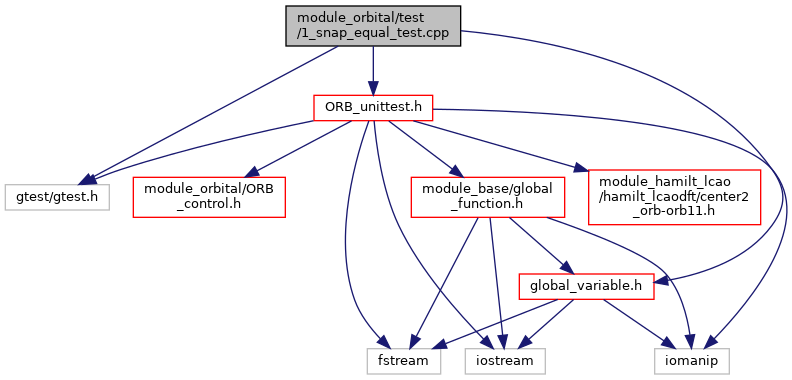 module_orbital/test
/1_snap_equal_test.cpp
ORB_unittest.h
gtest/gtest.h
module_orbital/ORB
_control.h
module_base/global
_function.h
module_hamilt_lcao
/hamilt_lcaodft/center2
_orb-orb11.h
global_variable.h
fstream
iostream
iomanip